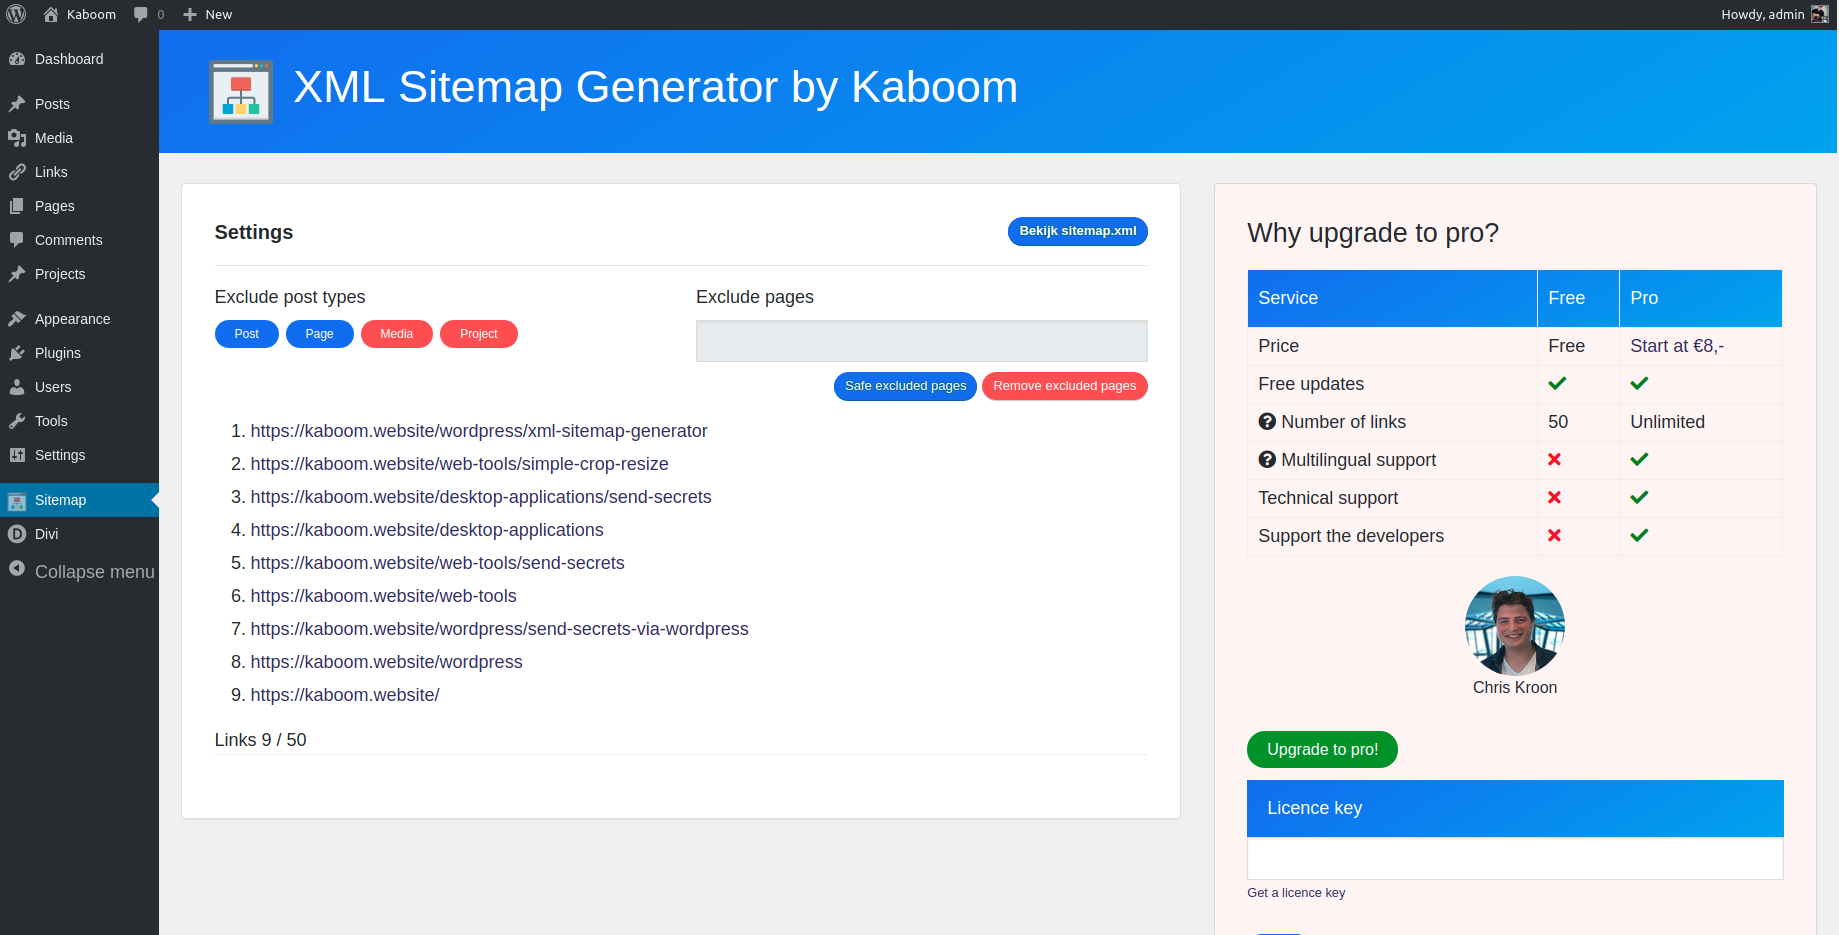 Kaboom 0 New Howdy, admin
Dashboard
Posts
Media
Links
Pages
Comments
Projects
Appearance
Plugins
Users
Tools
Settings
Sitemap
Divi
Collapse menu
XML Sitemap Generator by Kaboom
Settings
Bekijk sitemap.xml
Exclude post types
Post Page Media Project
Exclude pages
Safe excluded pages Remove excluded pages
1. https://kaboom.website/wordpress/xml-sitemap-generator
2. https://kaboom.website/web-tools/simple-crop-resize
3. https://kaboom.website/desktop-applications/send-secrets
4. https://kaboom.website/desktop-applications
5. https://kaboom.website/web-tools/send-secrets
6. https://kaboom.website/web-tools
7. https://kaboom.website/wordpress/send-secrets-via-wordpress
8. https://kaboom.website/wordpress
9. https://kaboom.website/
Links 9 / 50
Why upgrade to pro?
Service Free Pro
Price Free Start at €8,-
Free updates
Number of links 50 Unlimited
Multilingual support
Technical support
Support the developers
Chris Kroon
Upgrade to pro!
Licence key
Get a licence key